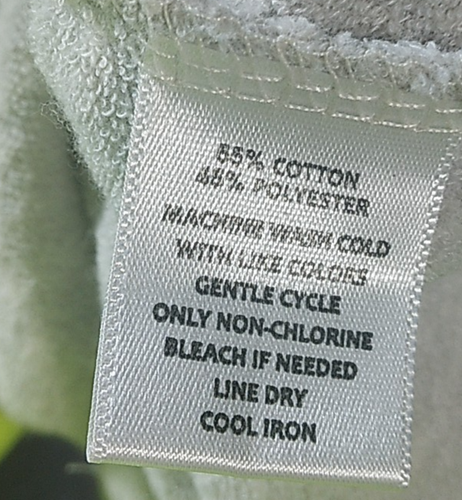 55% COTTON
45% POLYESTER
MACHINE WASH COLD
WITH LIKE COLORS
GENTLE CYCLE
ONLY NON-CHLORINE
BLEACH IF NEEDED
LINE DRY
COOL IRON